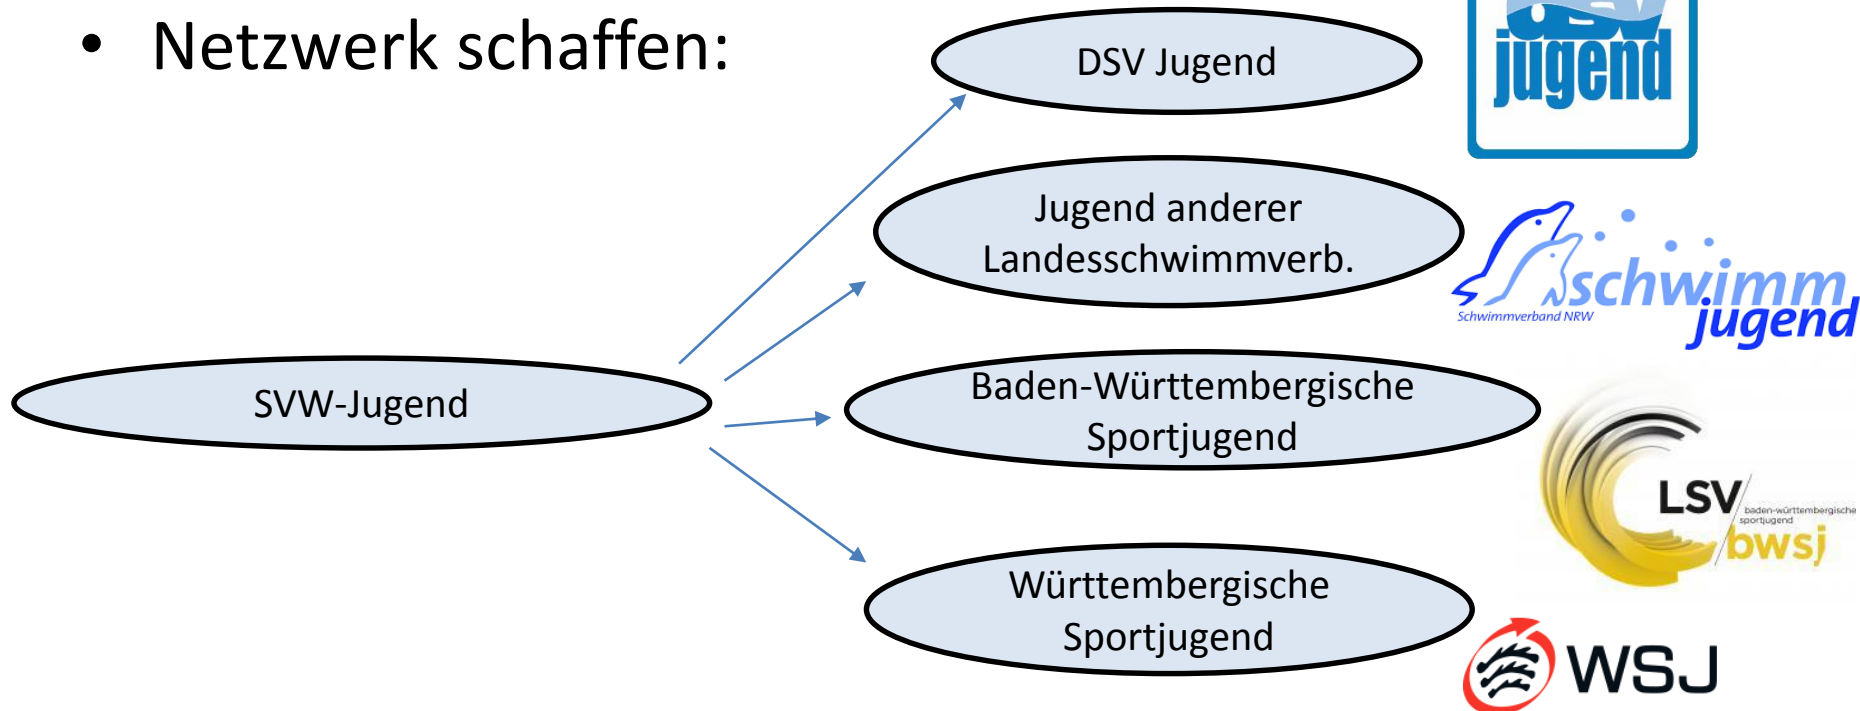 • Netzwerk schaffen:
DSV Jugend
jugend
Jugend anderer
Landesschwimmverb.
schwimm
jugend
Schwimmverband NRW
SVW-Jugend
Baden-Württembergische
Sportjugend
LSV
baden-württembergische
sportjugend
bwsj
Württembergische
Sportjugend
WSJ